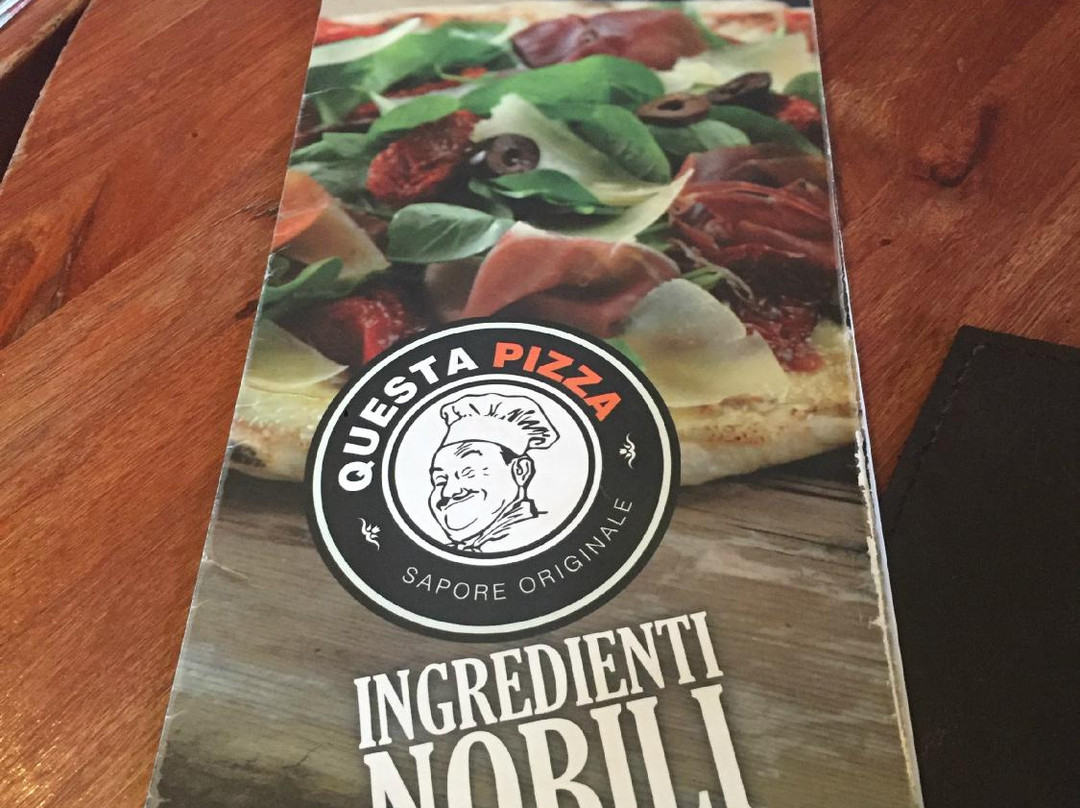 QUESTA PIZZA
SAPORE ORIGINALE
INGREDIENTI
NOBILI